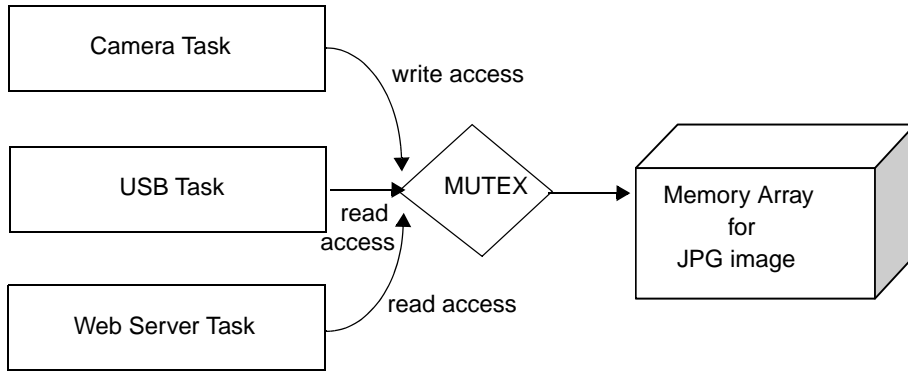 Camera Task
write access
USB Task
read
access
MUTEX
Memory Array
for
JPG image
Web Server Task
read access